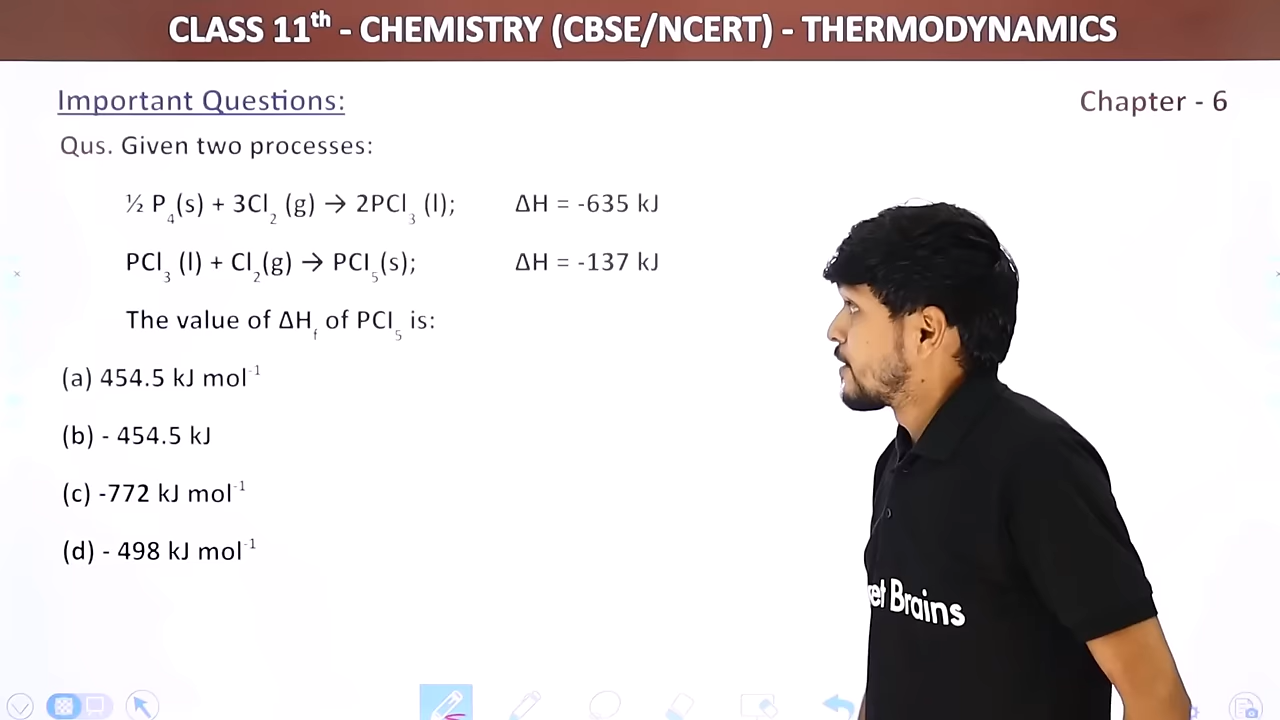 CLASS 11th - CHEMISTRY (CBSE/NCERT) - THERMODYNAMICS
Important Questions:
Chapter - 6
Qus. Given two processes:
½ P4(s) + 3Cl2 (g) → 2PCl3 (l); ΔH = -635 kJ
PCl3 (l) + Cl2(g) → PCl5(s); ΔH = -137 kJ
The value of ΔHf of PCl5 is:
(a) 454.5 kJ mol-1
(b) - 454.5 kJ
(c) -772 kJ mol-1
(d) - 498 kJ mol-1
et Brains